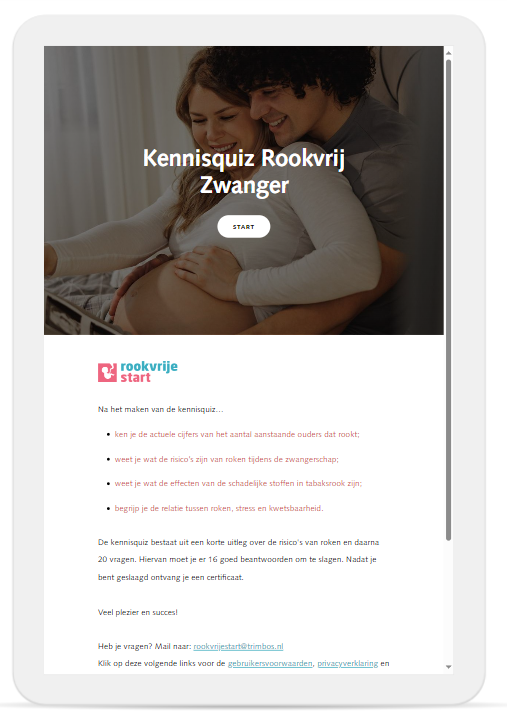 Kennisquiz Rookvrij
Zwanger
START
rookvrije
start
Na het maken van de kennisquiz...
ken je de actuele cijfers van het aantal aanstaande ouders dat rookt;
weet je wat de risico's zijn van roken tijdens de zwangerschap;
weet je wat de effecten van de schadelijke stoffen in tabaksrook zijn;
begrijp je de relatie tussen roken, stress en kwetsbaarheid.
De kennisquiz bestaat uit een korte uitleg over de risico's van roken en daarna
20 vragen. Hiervan moet je er 16 goed beantwoorden om te slagen. Nadat je
bent geslaagd ontvang je een certificaat.
Veel plezier en succes!
Heb je vragen? Mail naar: rookvrijestart@trimbos.nl
Klik op deze volgende links voor de gebruikersvoorwaarden, privacyverklaring en